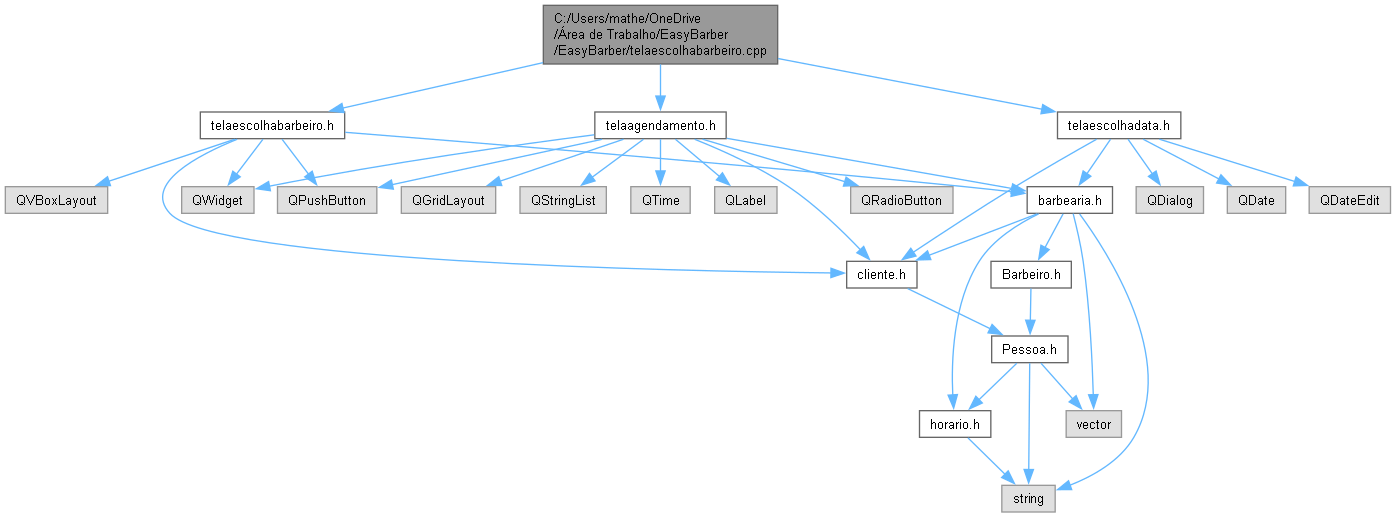 C:/Users/mathe/OneDrive
/Área de Trabalho/EasyBarber
/EasyBarber/telaescolhabarbeiro.cpp
telaescolhabarbeiro.h
telaagendamento.h
telaescolhadata.h
QVBoxLayout
QWidget
QPushButton
QGridLayout
QStringList
QTime
QLabel
QRadioButton
barbearia.h
QDialog
QDate
QDateEdit
cliente.h
Barbeiro.h
Pessoa.h
horario.h
vector
string